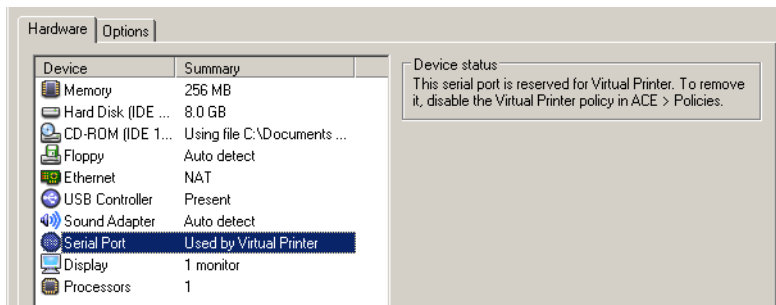 Hardware Options
Device Summary
Memory 256 MB
Hard Disk (IDE ... 8.0 GB
CD-ROM (IDE 1... Using file C:\Documents ...
Floppy Auto detect
Ethernet NAT
USB Controller Present
Sound Adapter Auto detect
Serial Port Used by Virtual Printer
Display 1 monitor
Processors 1
Device status
This serial port is reserved for Virtual Printer. To remove
it, disable the Virtual Printer policy in ACE > Policies.